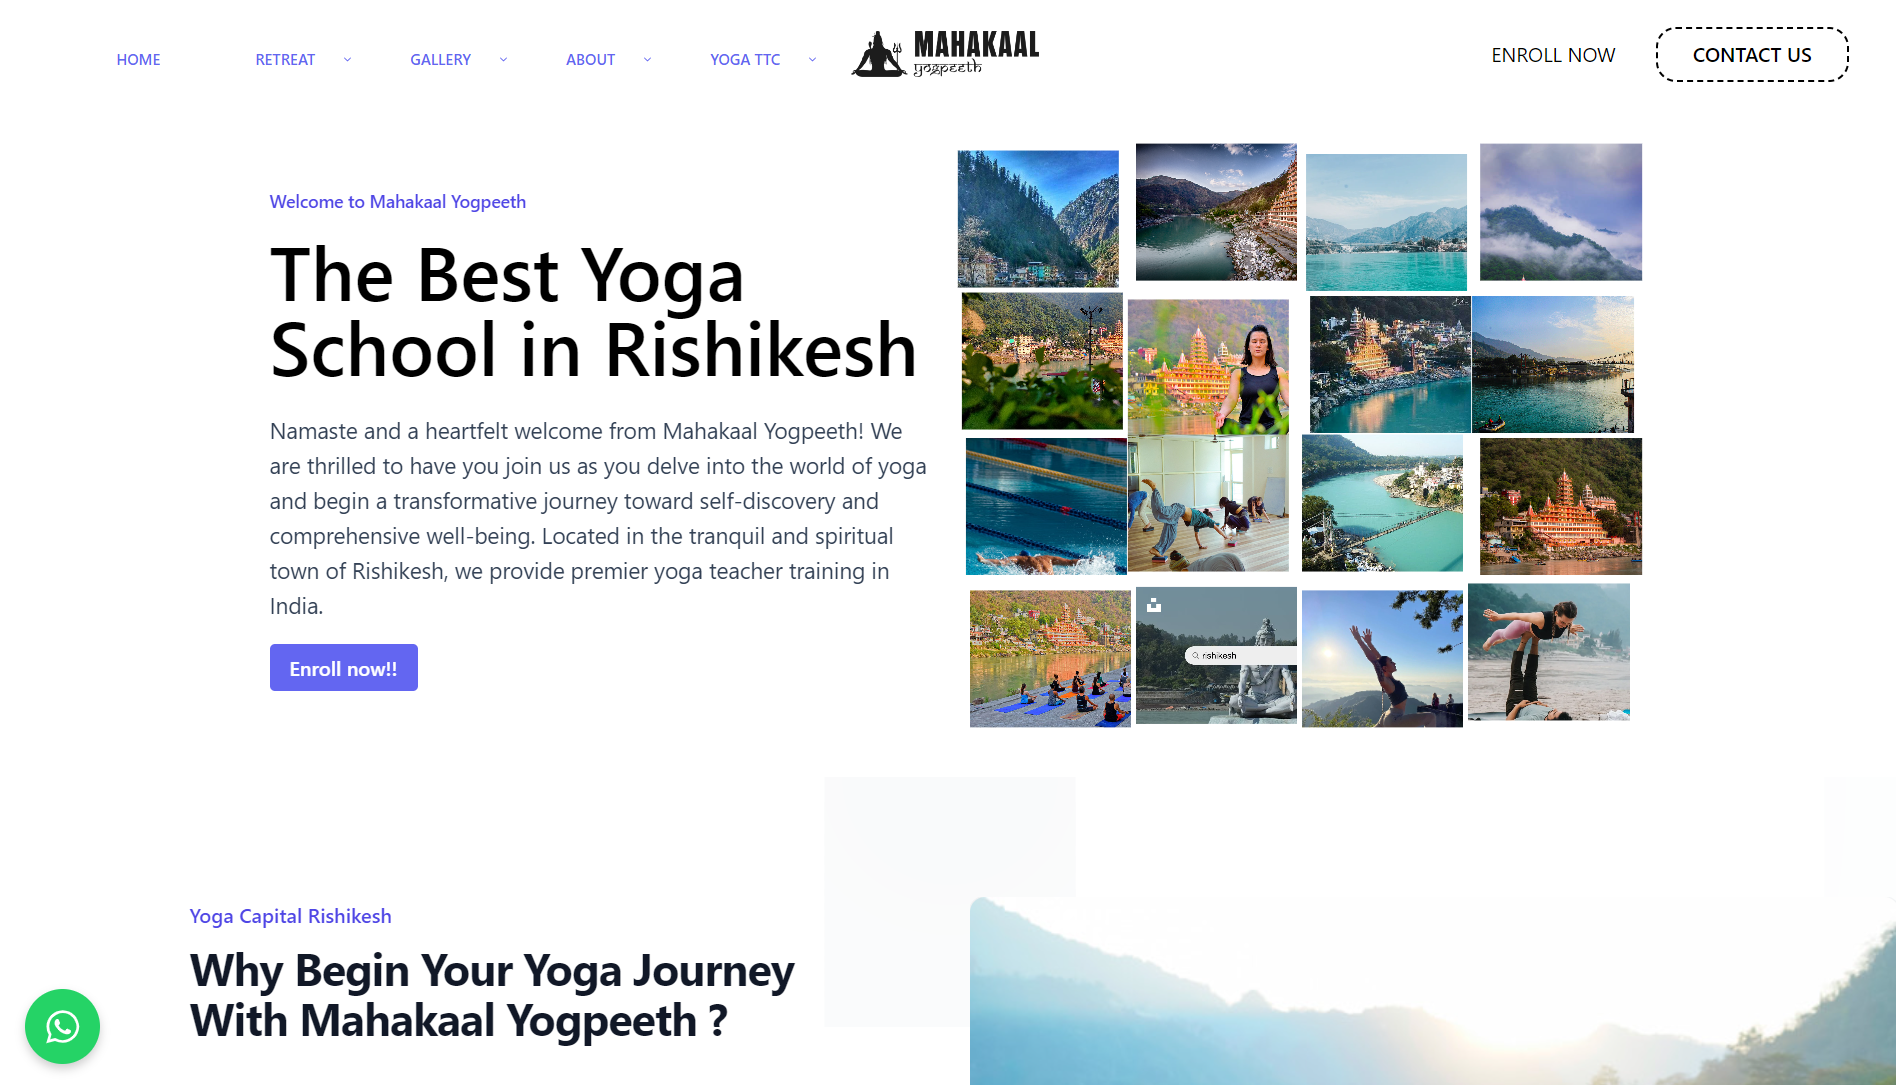 HOME
RETREAT
GALLERY
ABOUT
YOGA TTC
MAHAKAAL
yogpeeth
ENROLL NOW
CONTACT US
Welcome to Mahakaal Yogpeeth
The Best Yoga
School in Rishikesh
Namaste and a heartfelt welcome from Mahakaal Yogpeeth! We
are thrilled to have you join us as you delve into the world of yoga
and begin a transformative journey toward self-discovery and
comprehensive well-being. Located in the tranquil and spiritual
town of Rishikesh, we provide premier yoga teacher training in
India.
Enroll now!!
rishikesh
Yoga Capital Rishikesh
Why Begin Your Yoga Journey
With Mahakaal Yogpeeth ?